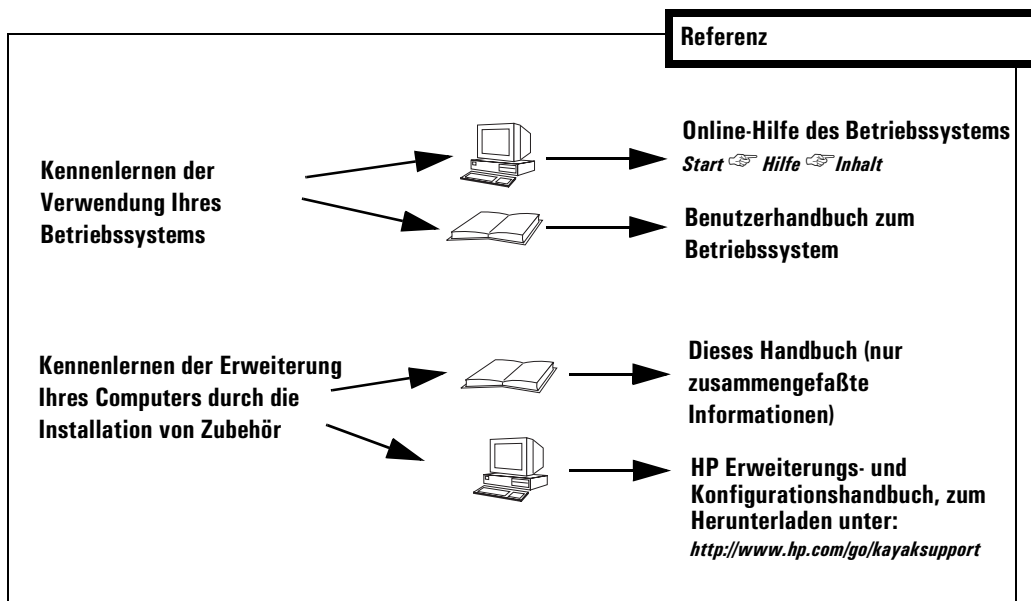 Referenz
Kennenlernen der
Verwendung Ihres
Betriebssystems
Online-Hilfe des Betriebssystems
Start ☞ Hilfe ☞ Inhalt
Benutzerhandbuch zum
Betriebssystem
Kennenlernen der Erweiterung
Ihres Computers durch die
Installation von Zubehör
Dieses Handbuch (nur
zusammengefaßte
Informationen)
HP Erweiterungs- und
Konfigurationshandbuch, zum
Herunterladen unter:
http://www.hp.com/go/kayaksupport